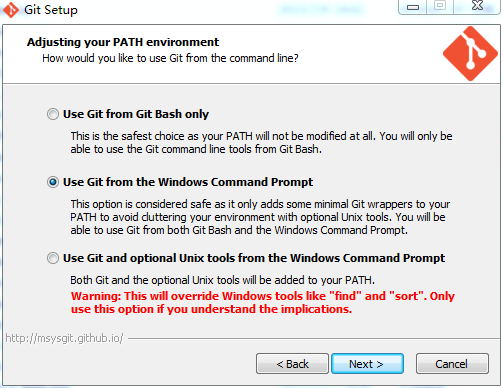 Git Setup
Adjusting your PATH environment
How would you like to use Git from the command line?
Use Git from Git Bash only
This is the safest choice as your PATH will not be modified at all. You will only
be able to use the Git command line tools from Git Bash.
Use Git from the Windows Command Prompt
This option is considered safe as it only adds some minimal Git wrappers to your
PATH to avoid cluttering your environment with optional Unix tools. You will be
able to use Git from both Git Bash and the Windows Command Prompt.
Use Git and optional Unix tools from the Windows Command Prompt
Both Git and the optional Unix tools will be added to your PATH.
Warning: This will override Windows tools like "find" and "sort". Only
use this option if you understand the implications.
http://msysgit.github.io/
< Back
Next >
Cancel